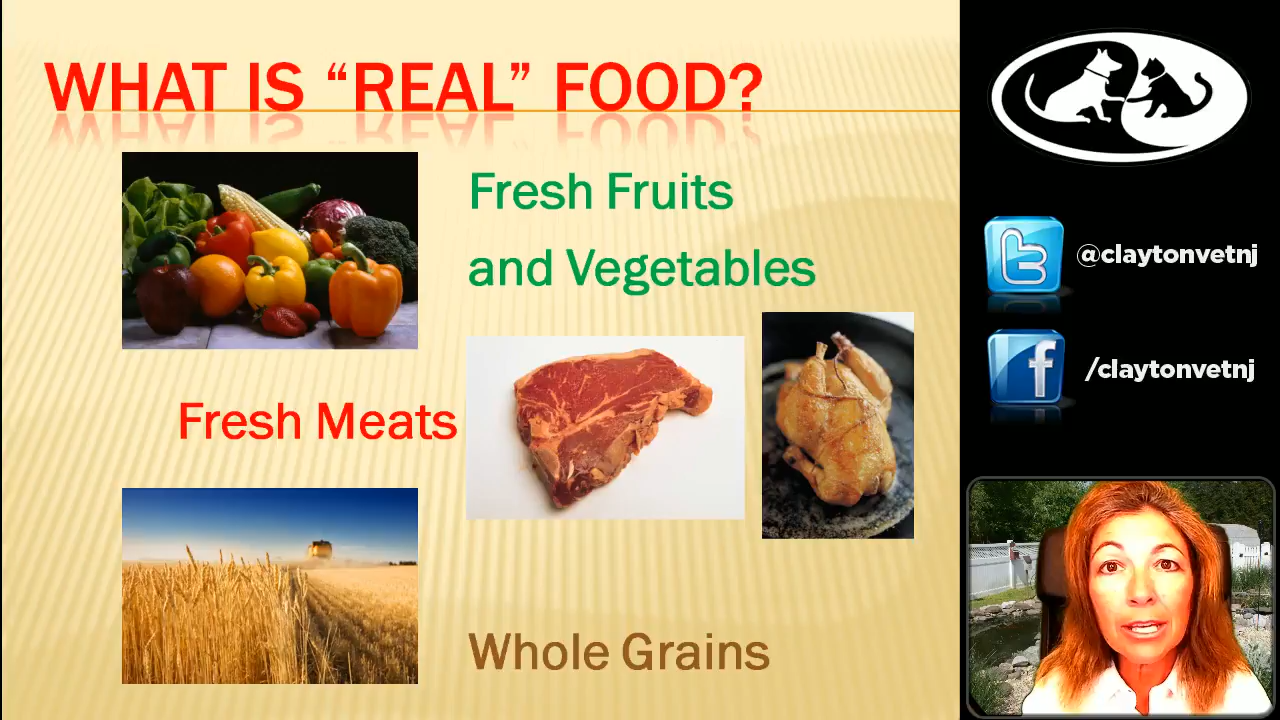 WHAT IS “REAL” FOOD?
Fresh Fruits
and Vegetables
Fresh Meats
Whole Grains
@claytonvetnj
/claytonvetnj